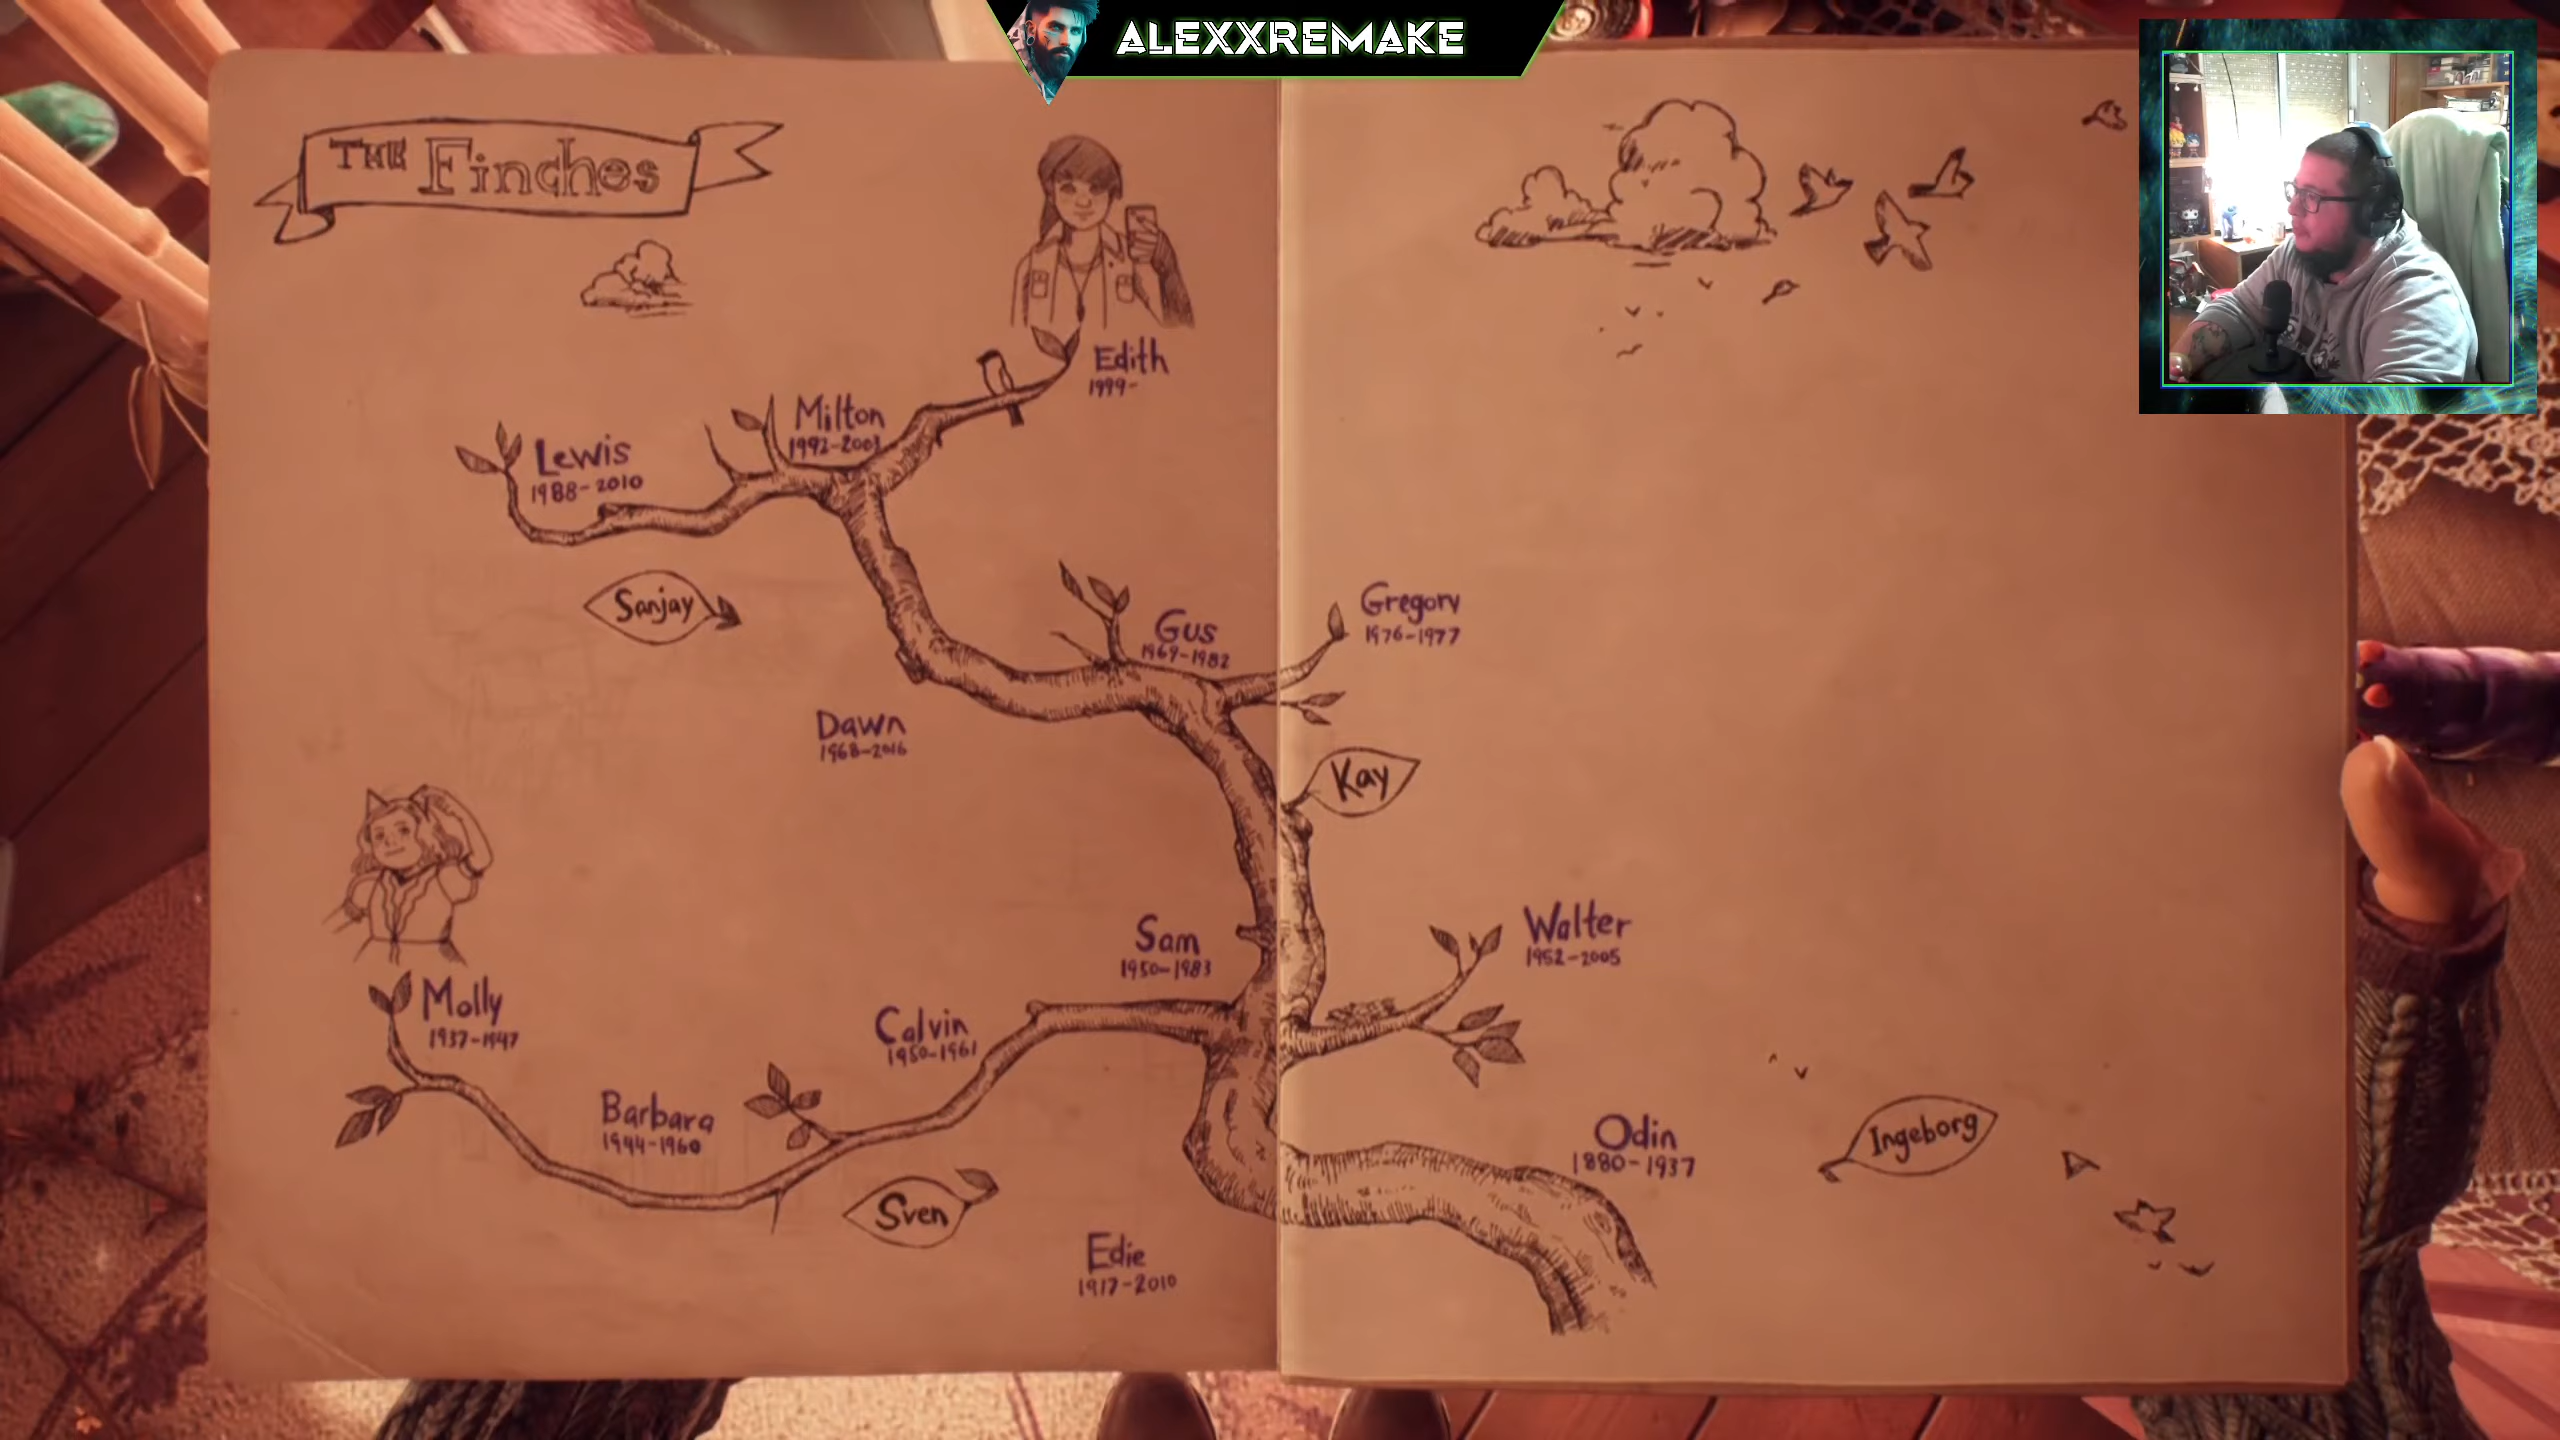 ALEXXREMAKE
THE Finches
Edith
1999-
Milton
1992-2003
Lewis
1988-2010
Sanjay
Gus
1969-1982
Gregory
1976-1977
Dawn
1968-2016
Kay
Sam
1950-1983
Walter
1952-2005
Molly
1937-1947
Calvin
1950-1961
Barbara
1944-1960
Sven
Odin
1880-1937
Ingeborg
Edie
1917-2010